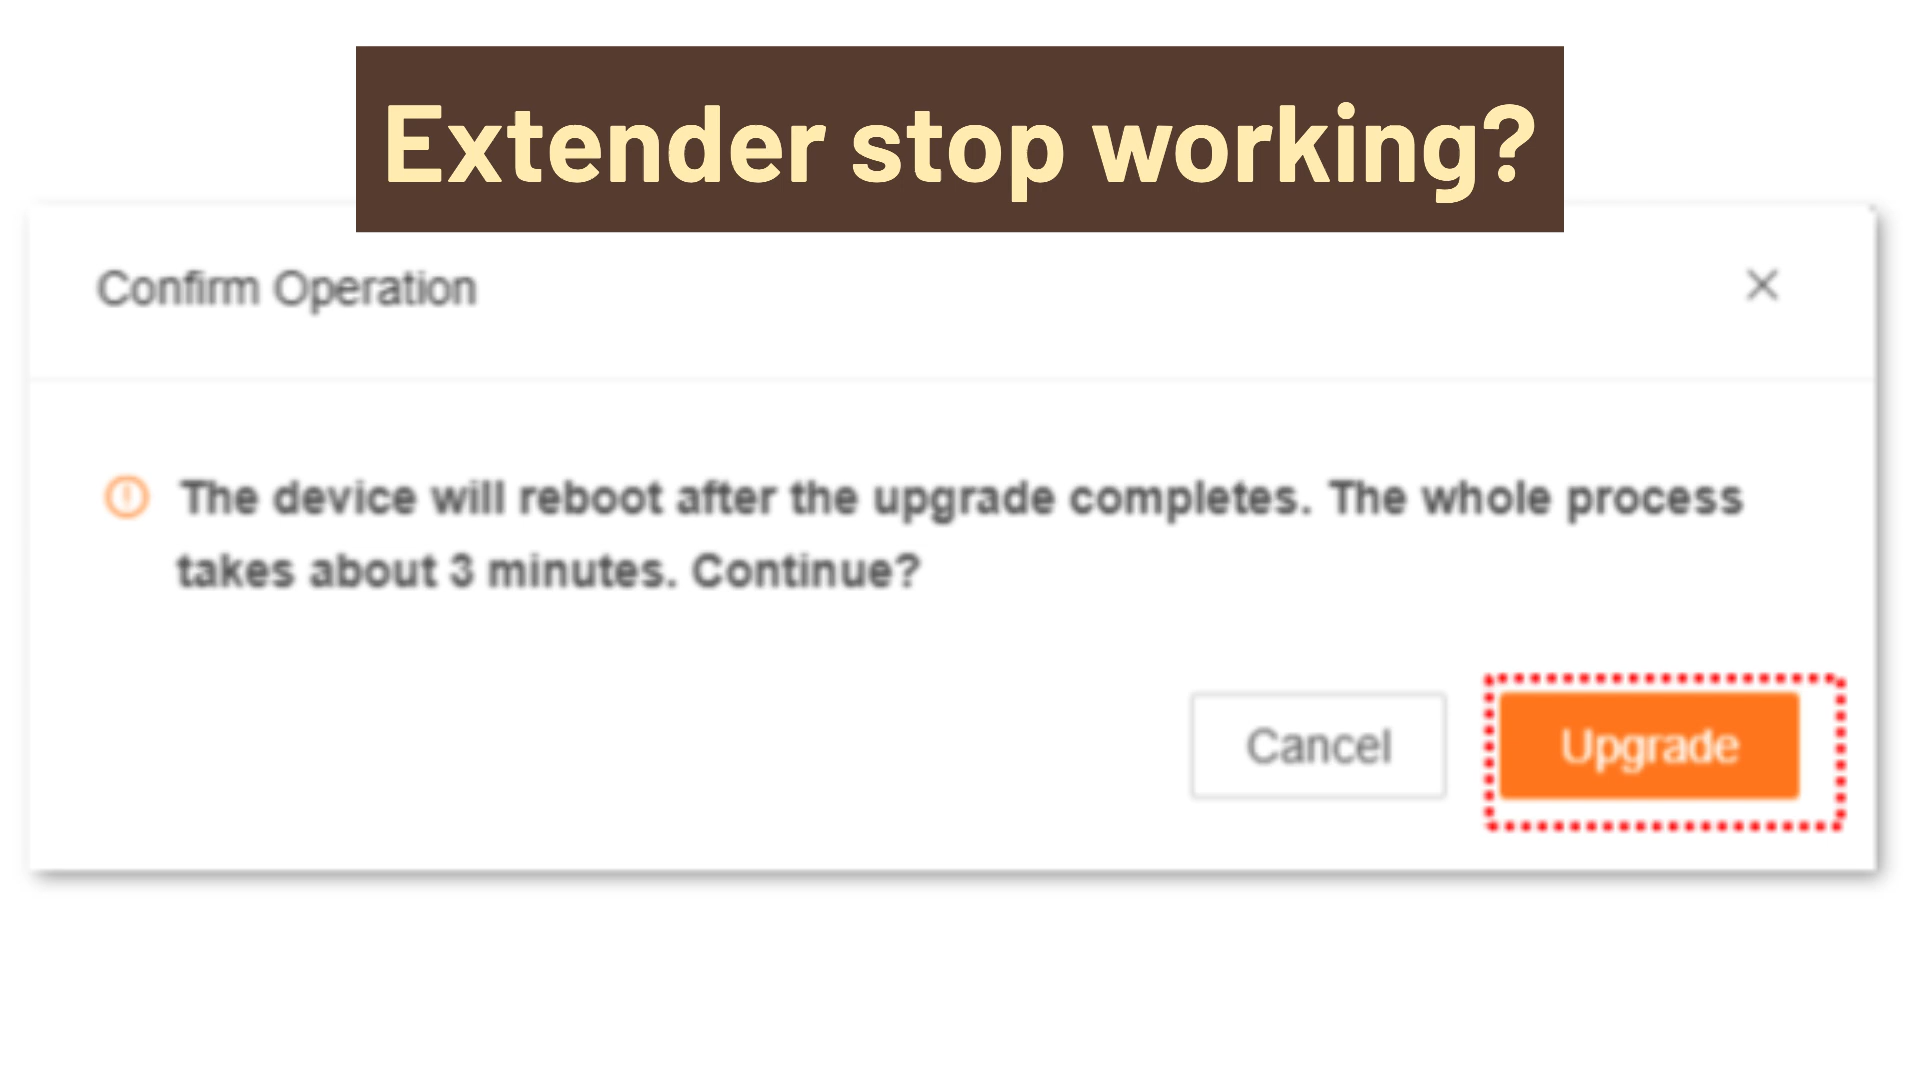 Extender stop working?
Confirm Operation
The device will reboot after the upgrade completes. The whole process
takes about 3 minutes. Continue?
Cancel
Upgrade